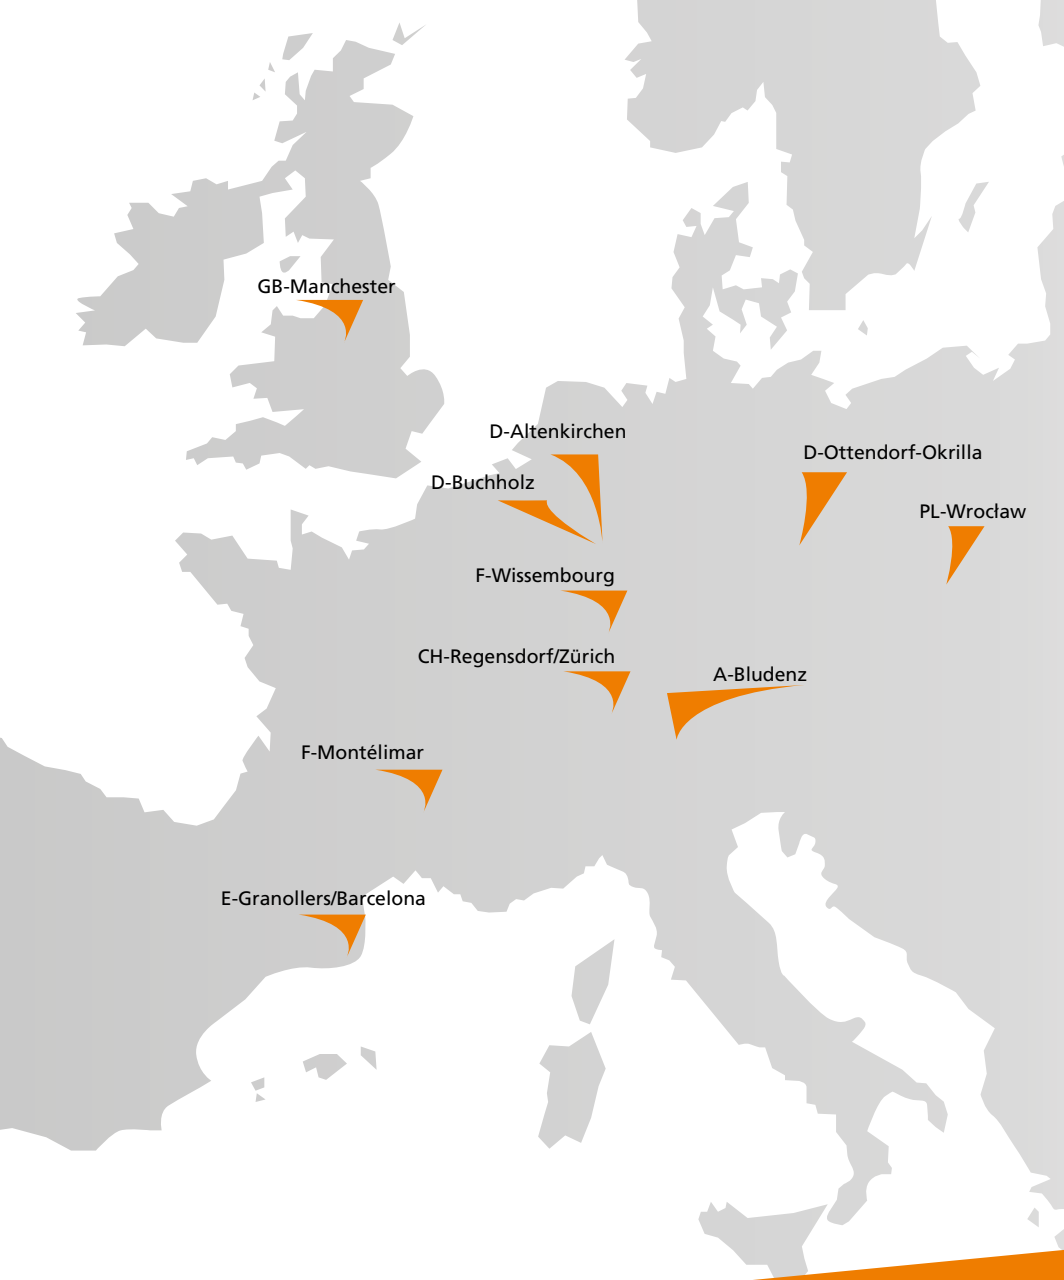 GB-Manchester
D-Altenkirchen
D-Ottendorf-Okrilla
D-Buchholz
PL-Wrocław
F-Wissembourg
CH-Regensdorf/Zürich
A-Bludenz
F-Montélimar
E-Granollers/Barcelona